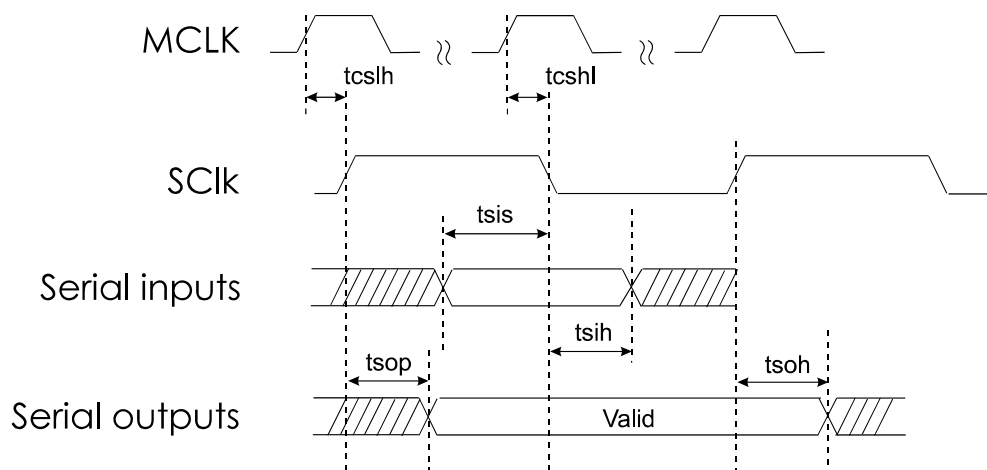 MCLK
tcslh
tcshl
SClk
tsis
Serial inputs
tsih
tsop
tsoh
Serial outputs
Valid